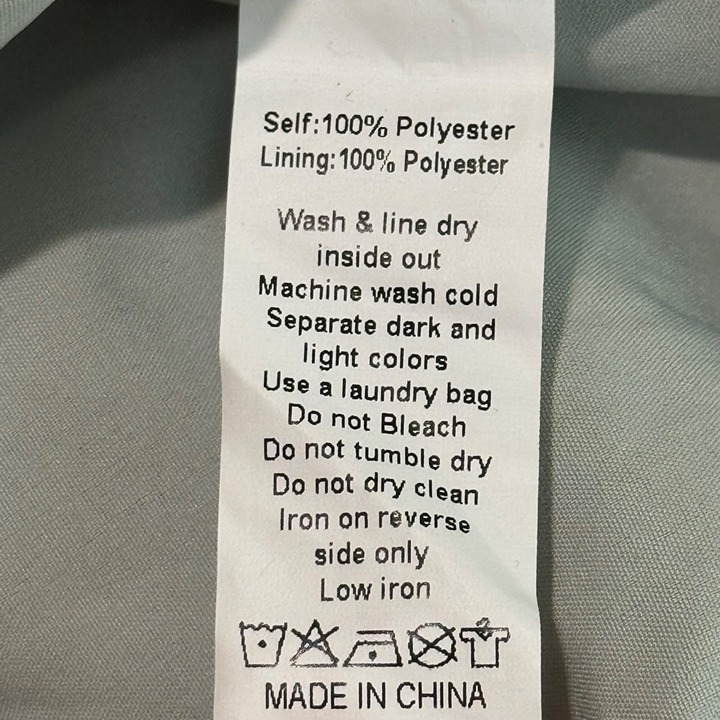 Self:100% Polyester
Lining:100% Polyester
Wash & line dry
inside out
Machine wash cold
Separate dark and
light colors
Use a laundry bag
Do not Bleach
Do not tumble dry
Do not dry clean
Iron on reverse
side only
Low iron
MADE IN CHINA